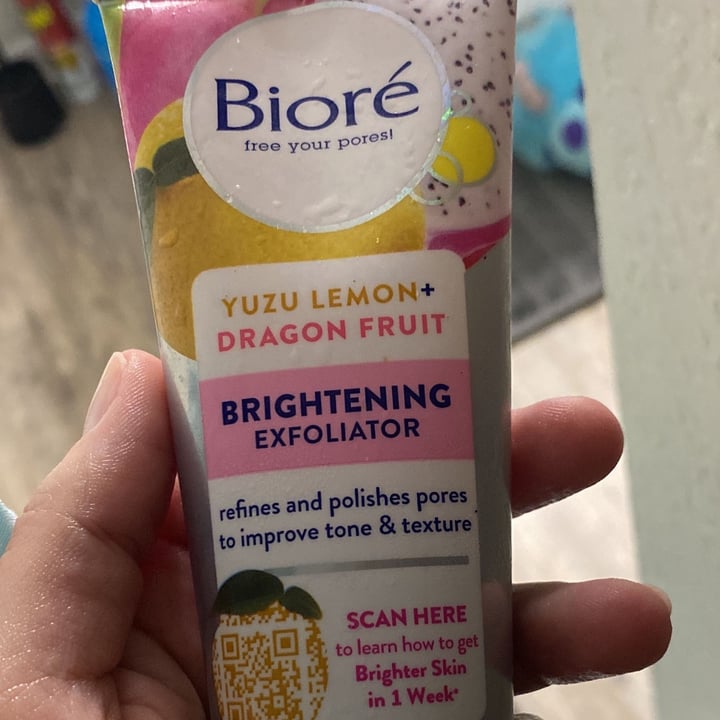 Bioré
free your pores!
YUZU LEMON+
DRAGON FRUIT
BRIGHTENING
EXFOLIATOR
refines and polishes pores
to improve tone & texture
SCAN HERE
to learn how to get
Brighter Skin
in 1 Week*